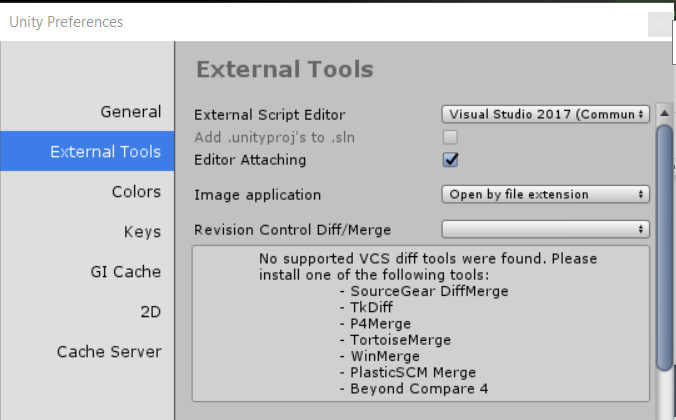 Unity Preferences
External Tools
General
External Tools
Colors
Keys
GI Cache
2D
Cache Server
External Script Editor
Visual Studio 2017 (Commun
Add .unityproj's to .sln
Editor Attaching
Image application
Open by file extension
Revision Control Diff/Merge
No supported VCS diff tools were found. Please
install one of the following tools:
- SourceGear DiffMerge
- TkDiff
- P4Merge
- TortoiseMerge
- WinMerge
- PlasticSCM Merge
- Beyond Compare 4